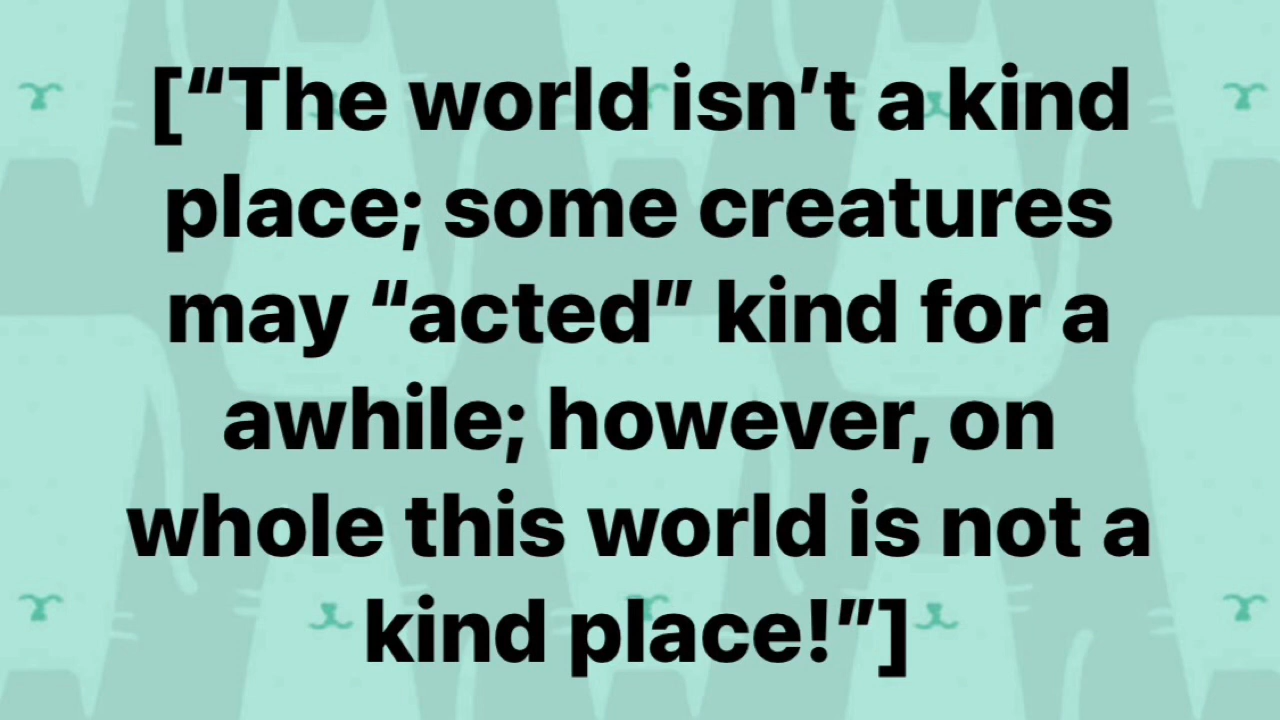 [“The world isn’t a kind
place; some creatures
may “acted” kind for a
awhile; however, on
whole this world is not a
kind place!”]